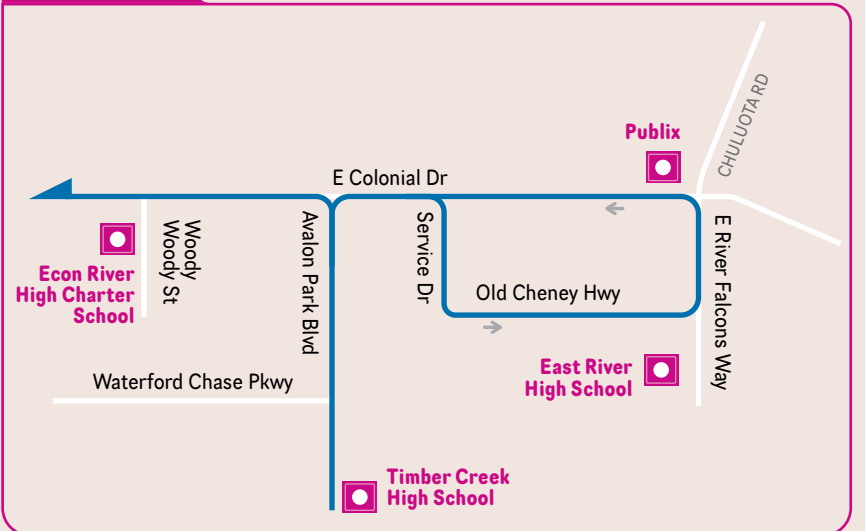 Publix
CHULUOTA RD
E Colonial Dr
Woody
Woody St
Avalon Park Blvd
Service Dr
E River Falcons Way
Econ River
High Charter
School
Old Cheney Hwy
East River
High School
Waterford Chase Pkwy
Timber Creek
High School